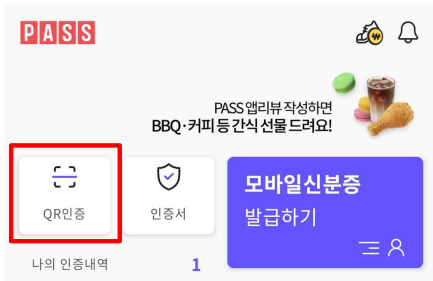 PASS
PASS 앱리뷰 작성하면
BBQ·커피 등 간식 선물 드려요!
QR인증
인증서
모바일신분증
발급하기
나의 인증내역
1